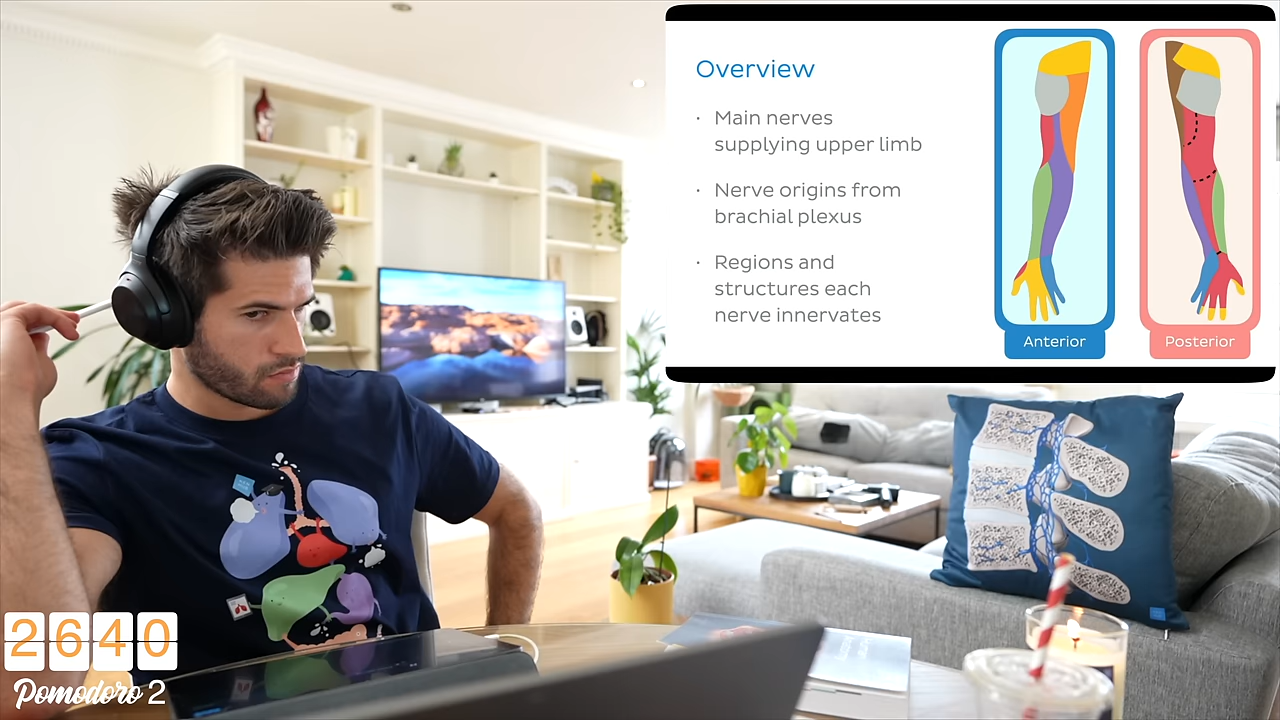 Overview
· Main nerves
supplying upper limb
· Nerve origins from
brachial plexus
· Regions and
structures each
nerve innervates
Anterior
Posterior
2640
Pomodoro 2